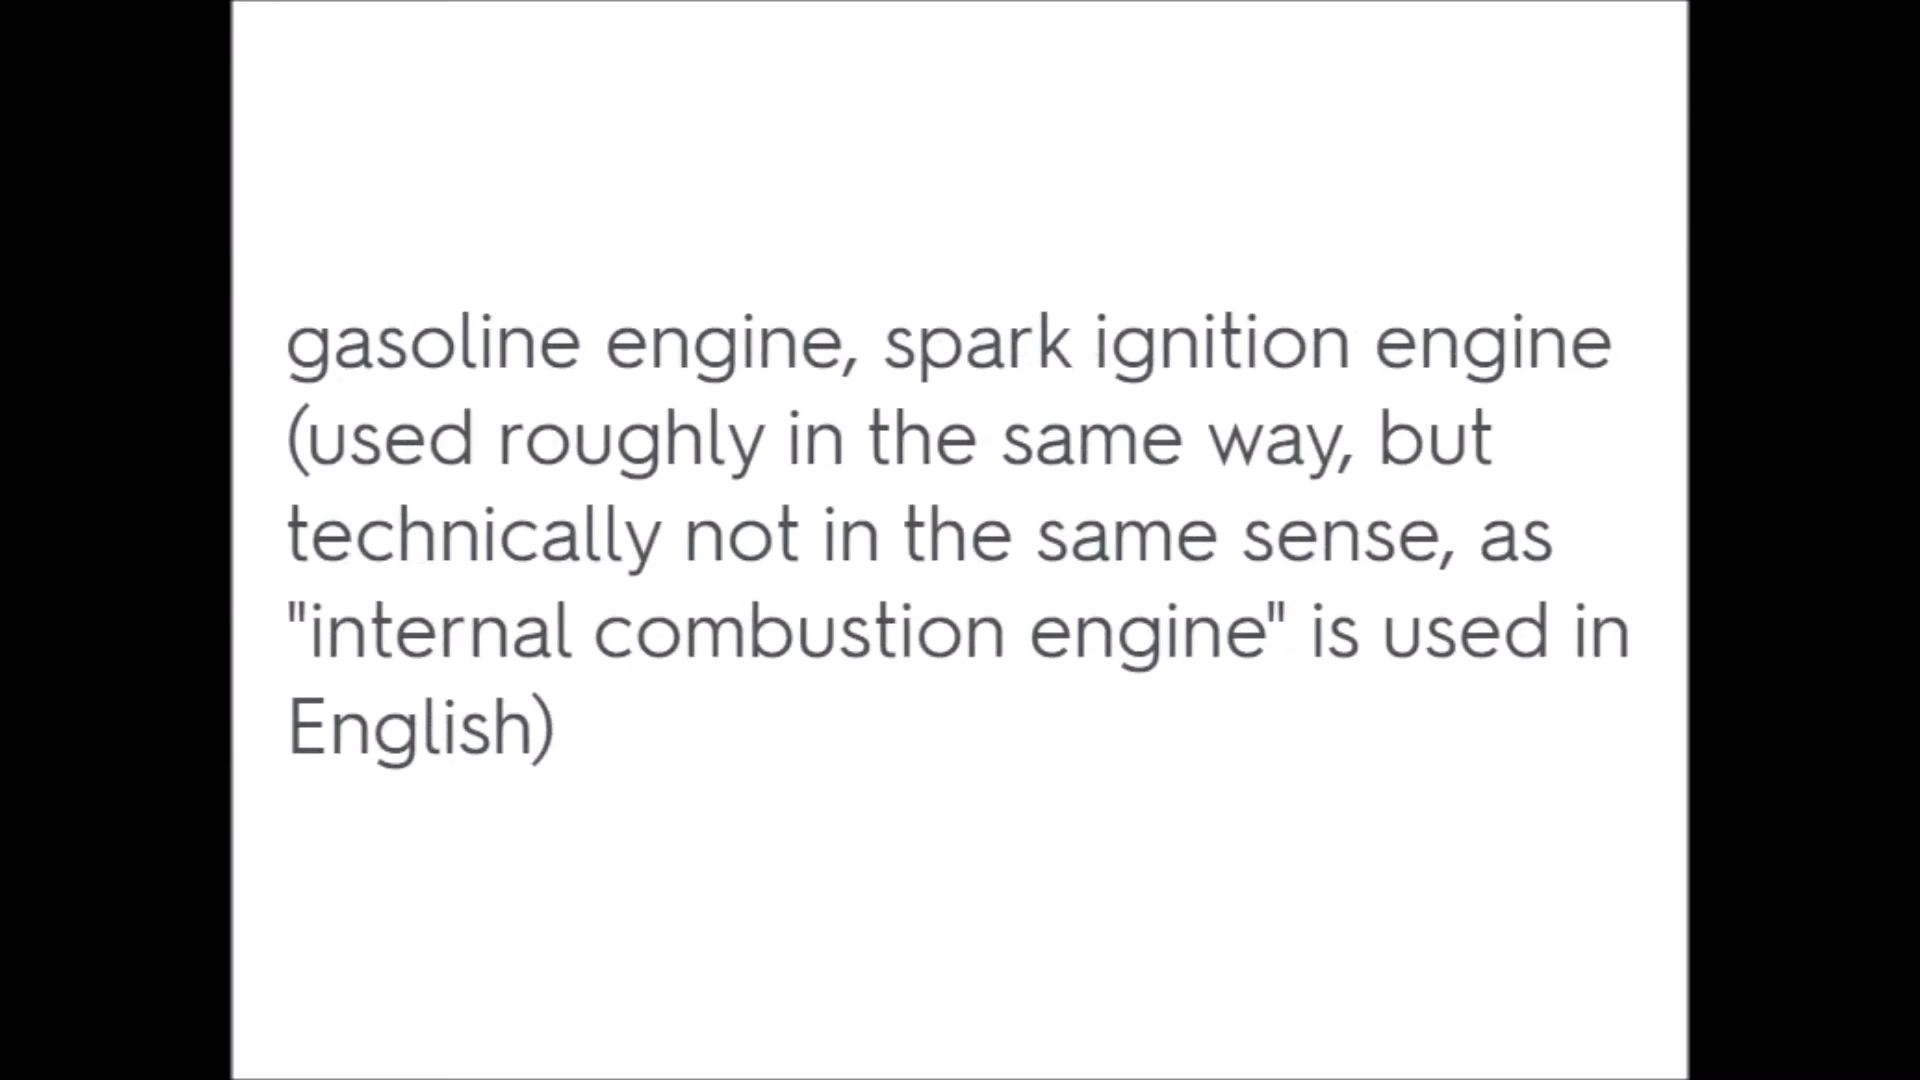 gasoline engine, spark ignition engine
(used roughly in the same way, but
technically not in the same sense, as
"internal combustion engine" is used in
English)